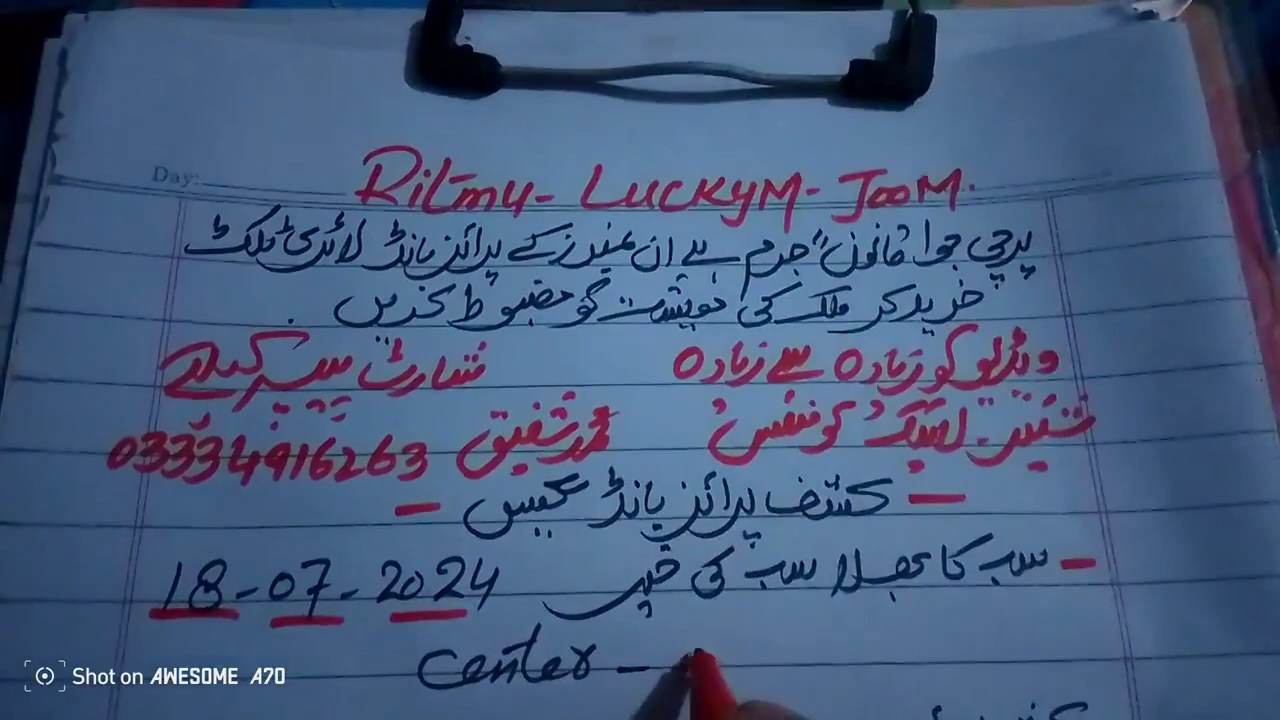 Day:
Ritmu- LUCKYM- JooM.
پرچی جوا قانوناً جرم ہے ان نمبرز کے پرائز بانڈ لاٹری ٹکٹ
خرید کر ملک کی معیشت کو مضبوط کریں .
ویڈیو کو زیادہ سے زیادہ شارٹ پیپر کیلئے
شئیر لائیک کومنٹس محمد شفیق 03334916263
— کشف پرائز بانڈ گیس —
- سب کا بھلا سب کی خیر 18-07-2024
center -
Shot on AWESOME A70